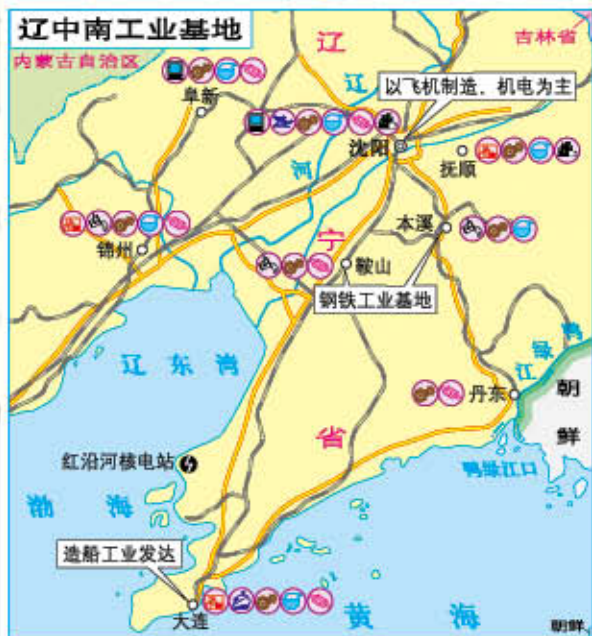 辽中南工业基地
吉林省
内蒙古自治区
辽
辽
以飞机制造、机电为主
阜新
沈阳
抚顺
河
本溪
锦州
宁
鞍山
钢铁工业基地
辽东湾
鸭
绿
江
朝
鲜
丹东
省
红沿河核电站
鸭绿江口
渤海
造船工业发达
大连
黄海
朝鲜